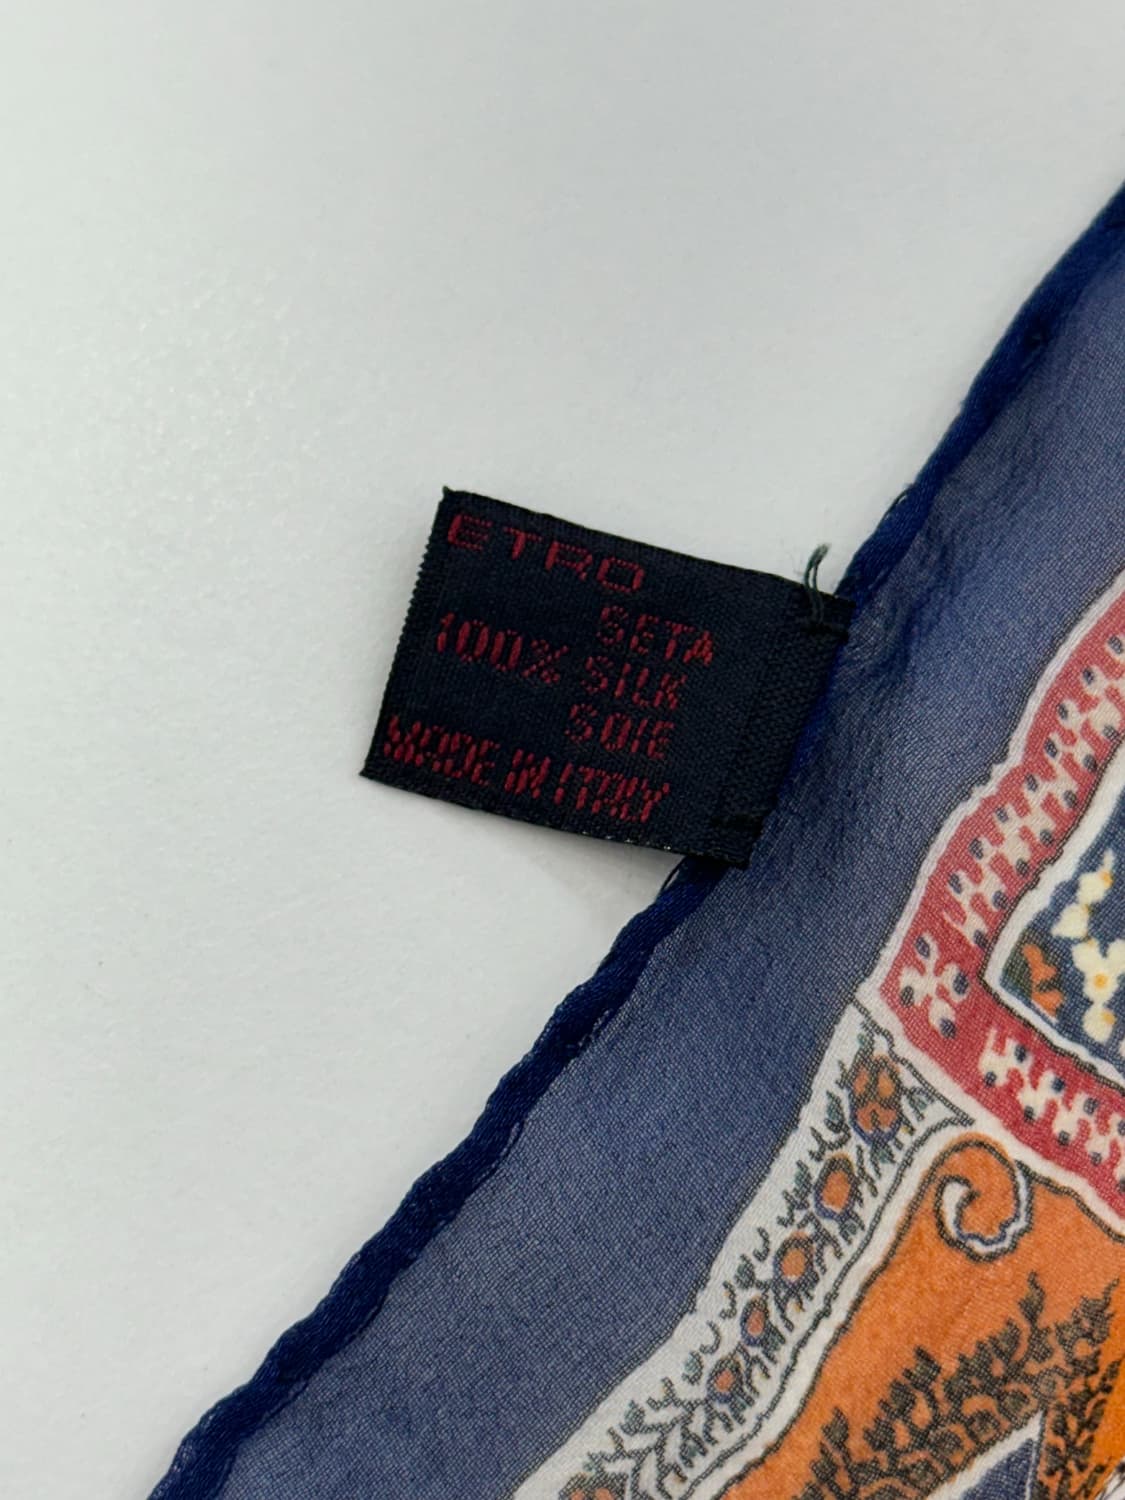 ETRO
SETA
100% SILK
SOIE
MADE IN ITALY